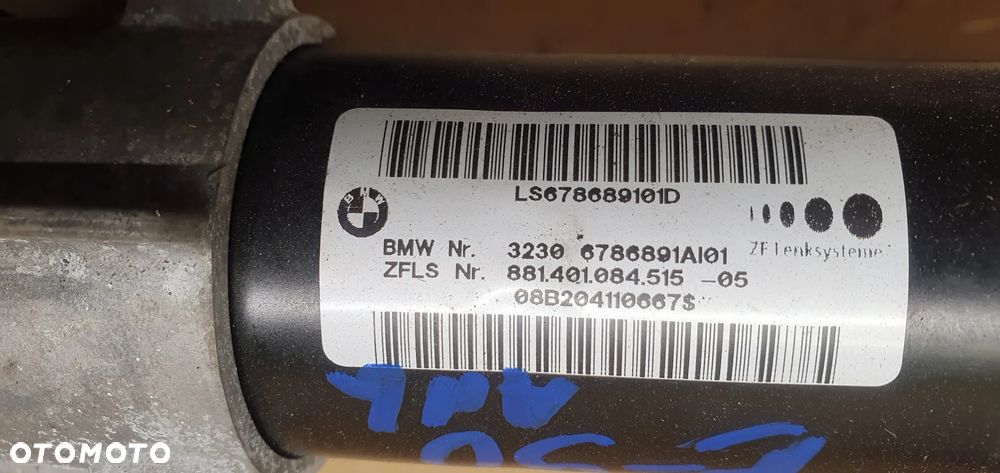 LS678689101D
BMW
BMW Nr. 3230 6786891AI01
ZF Lenksysteme
ZFLS Nr. 881.401.084.515 -05
08B204110667$
OTOMOTO